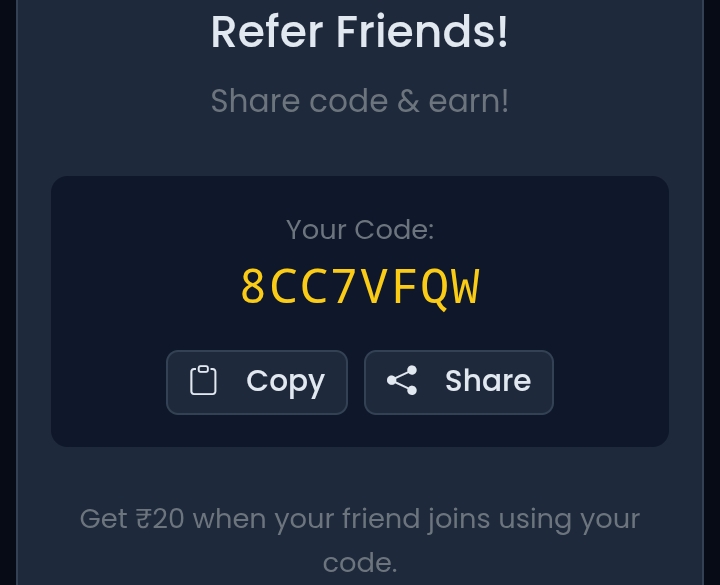 Refer Friends!
Share code & earn!
Your Code:
8CC7VFQW
Copy
Share
Get ₹20 when your friend joins using your
code.